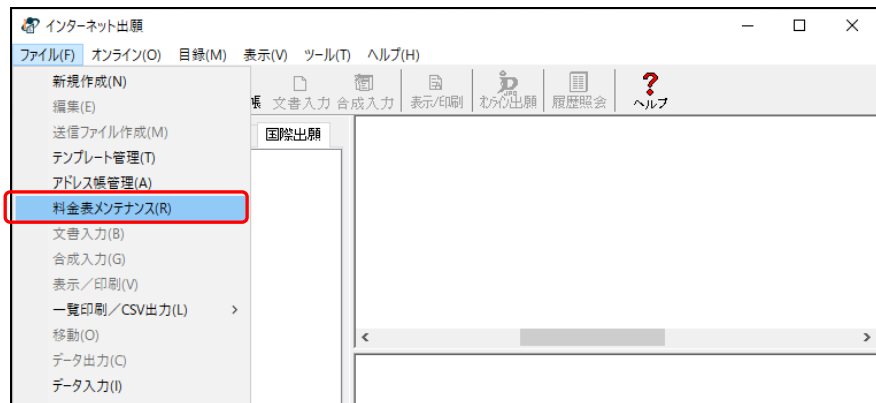 インターネット出願
ファイル(F) オンライン(O) 目録(M) 表示(V) ツール(T) ヘルプ(H)
新規作成(N)
編集(E)
送信ファイル作成(M)
テンプレート管理(T)
アドレス帳管理(A)
料金表メンテナンス(R)
文書入力(B)
合成入力(G)
表示／印刷(V)
一覧印刷／CSV出力(L)
移動(O)
データ出力(C)
データ入力(I)
帳 文書入力 合成入力 表示/印刷 オンライン出願 履歴照会 ヘルプ
国際出願